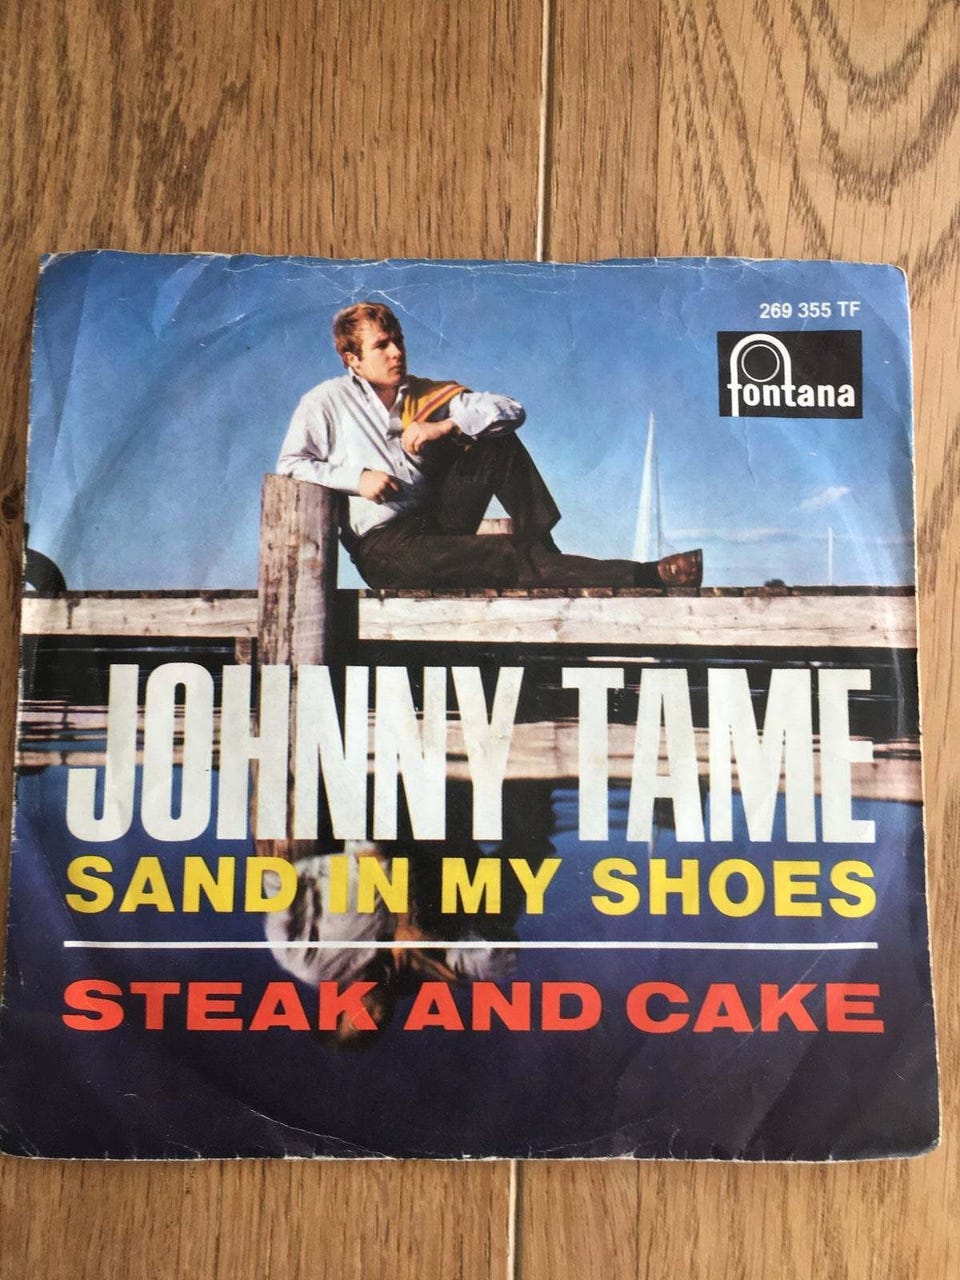 269 355 TF
fontana
JOHNNY TAME
SAND IN MY SHOES
STEAK AND CAKE